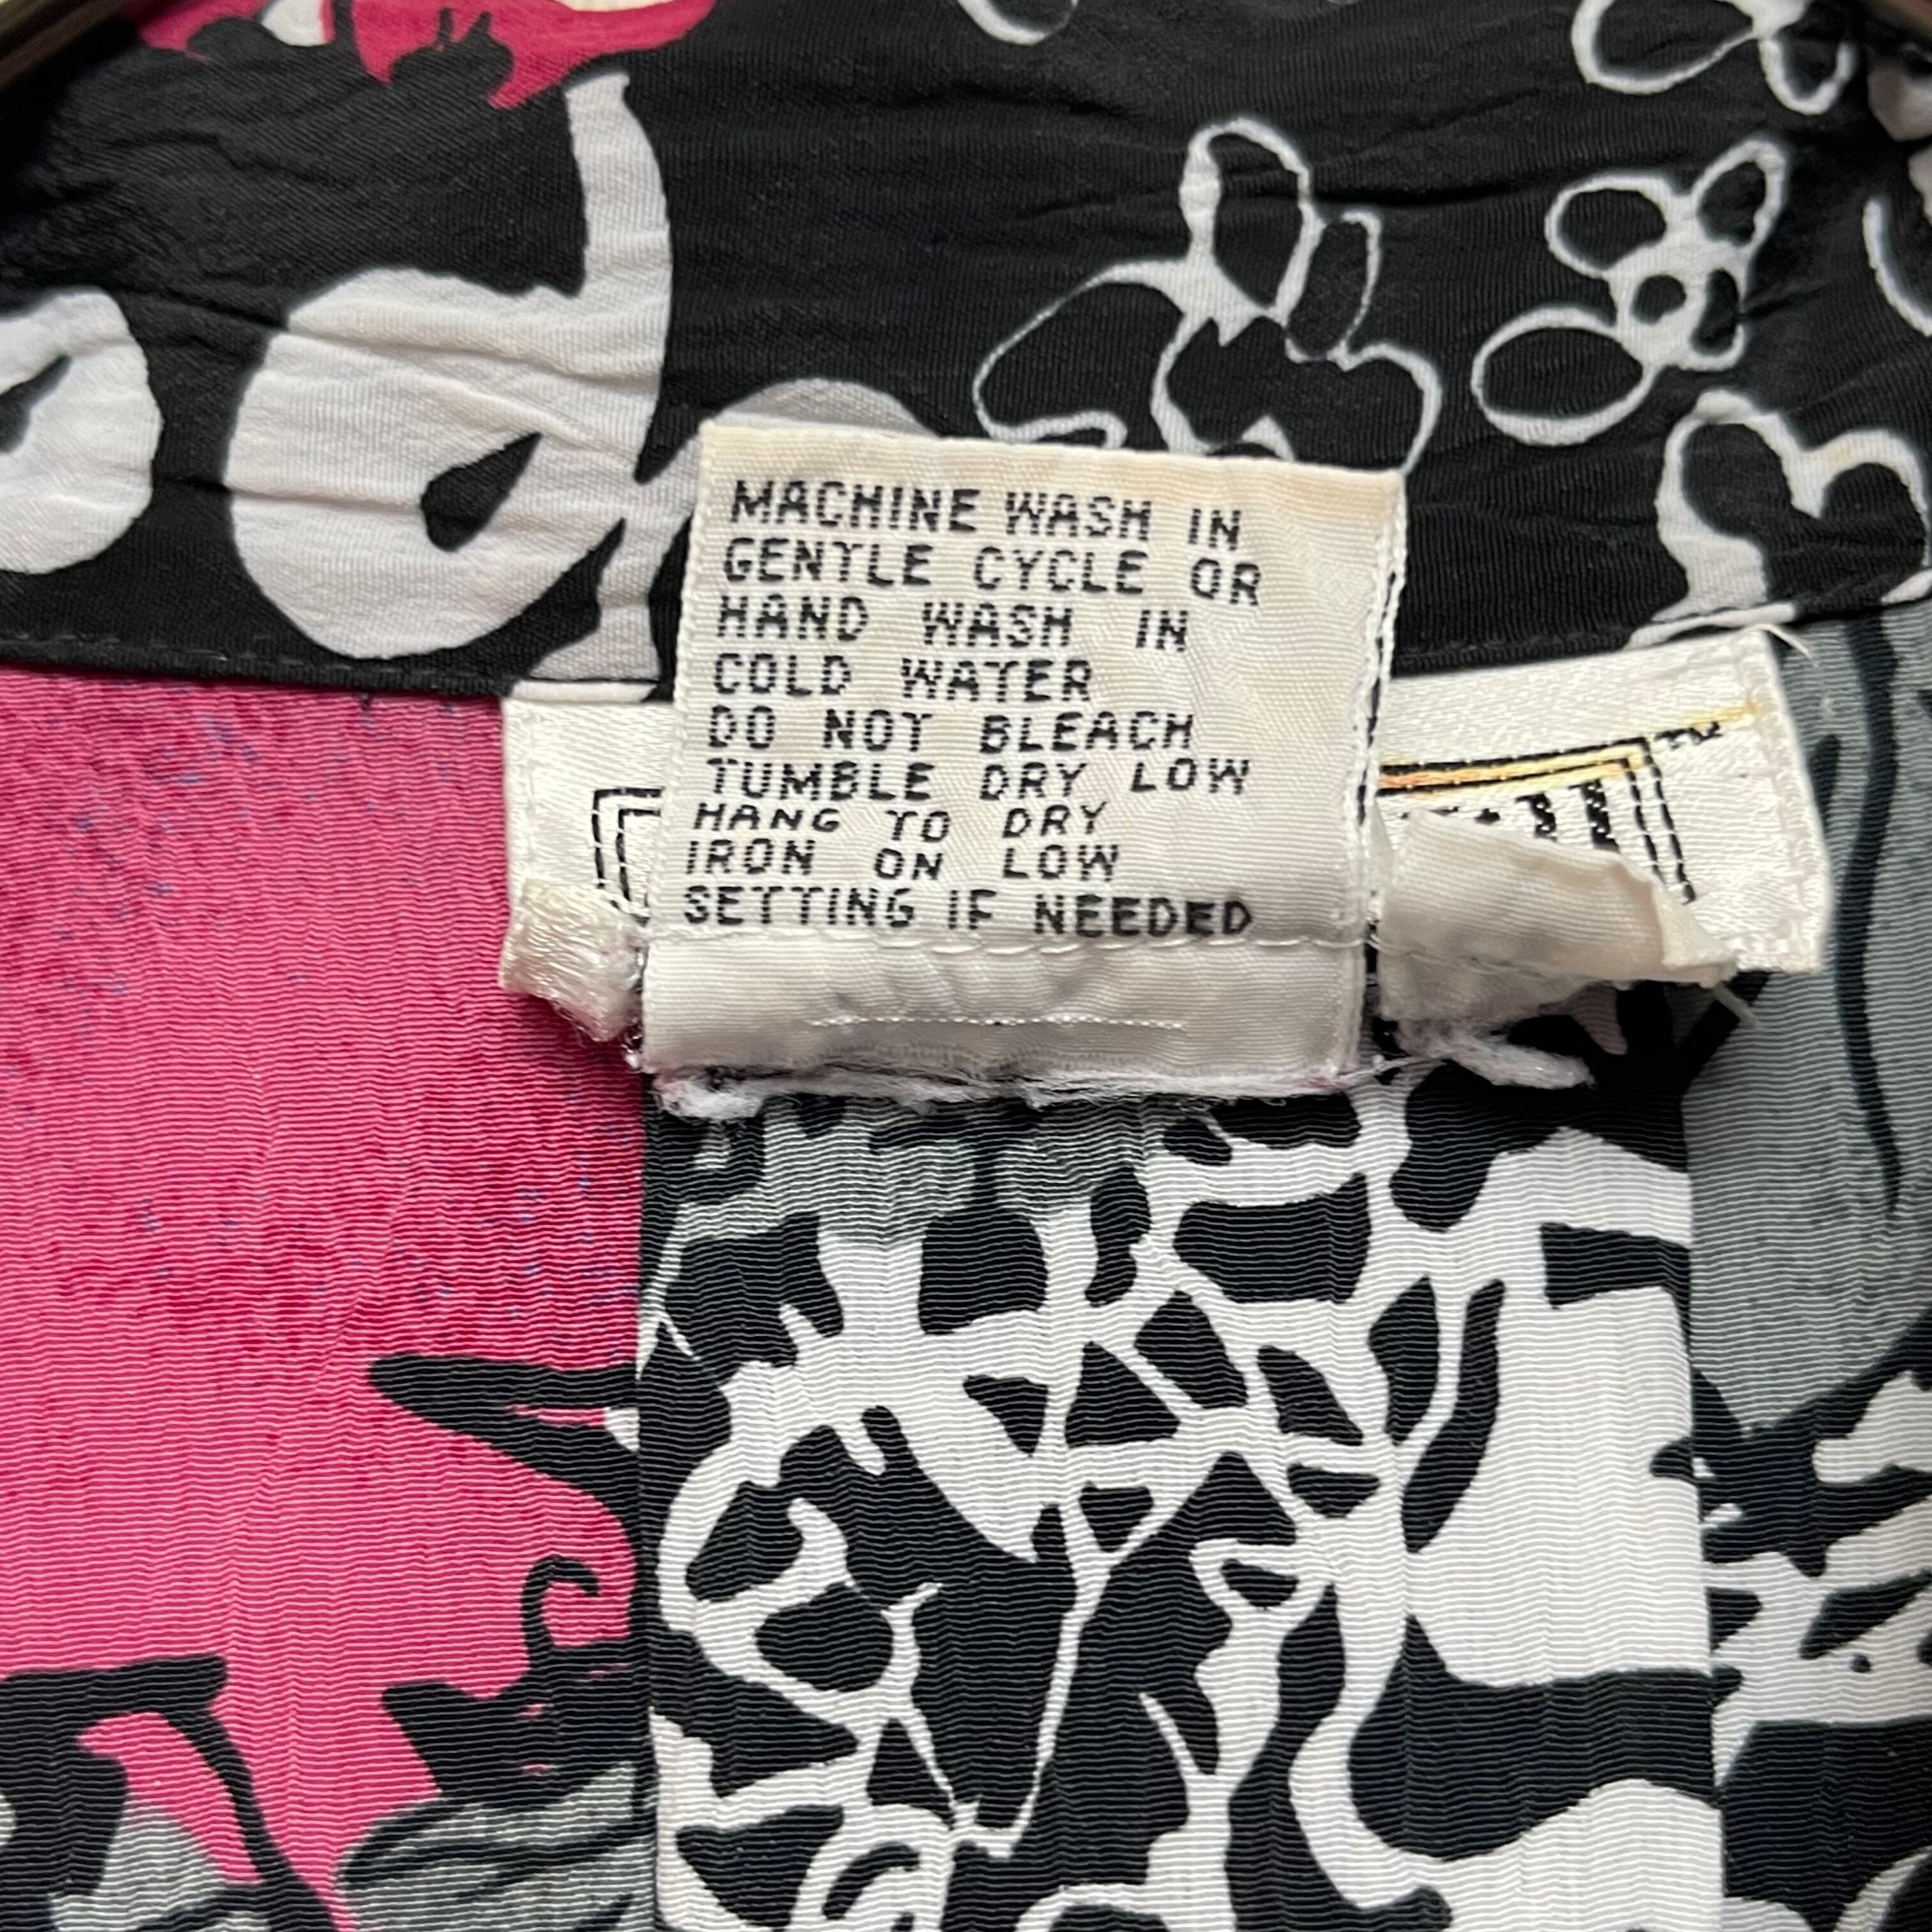 MACHINE WASH IN
GENTLE CYCLE OR
HAND WASH IN
COLD WATER
DO NOT BLEACH
TUMBLE DRY LOW
HANG TO DRY
IRON ON LOW
SETTING IF NEEDED
TM